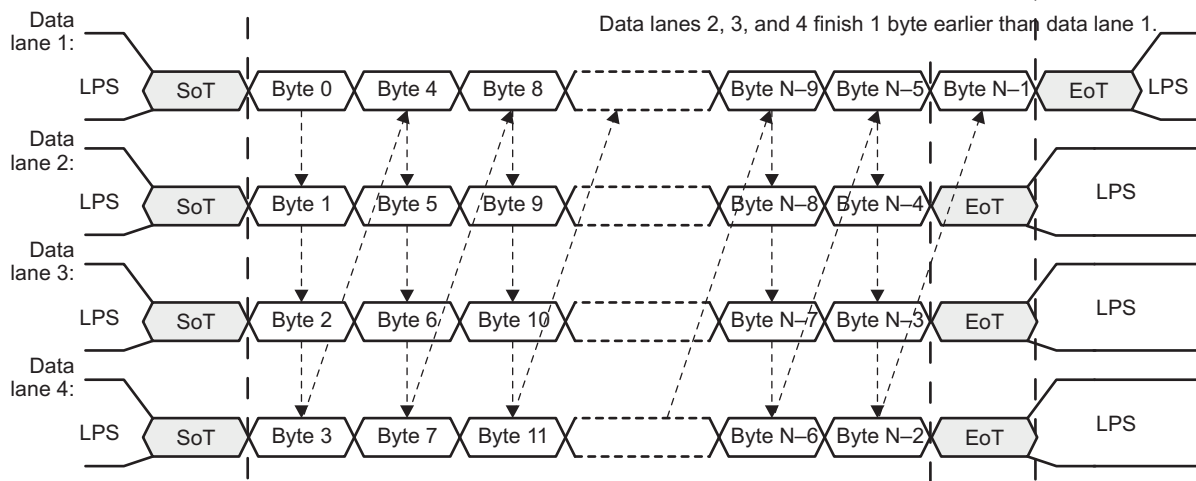 Data lanes 2, 3, and 4 finish 1 byte earlier than data lane 1.
Data
lane 1:
LPS SoT Byte 0 Byte 4 Byte 8 Byte N–9 Byte N–5 Byte N–1 EoT LPS
Data
lane 2:
LPS SoT Byte 1 Byte 5 Byte 9 Byte N–8 Byte N–4 EoT LPS
Data
lane 3:
LPS SoT Byte 2 Byte 6 Byte 10 Byte N–7 Byte N–3 EoT LPS
Data
lane 4:
LPS SoT Byte 3 Byte 7 Byte 11 Byte N–6 Byte N–2 EoT LPS